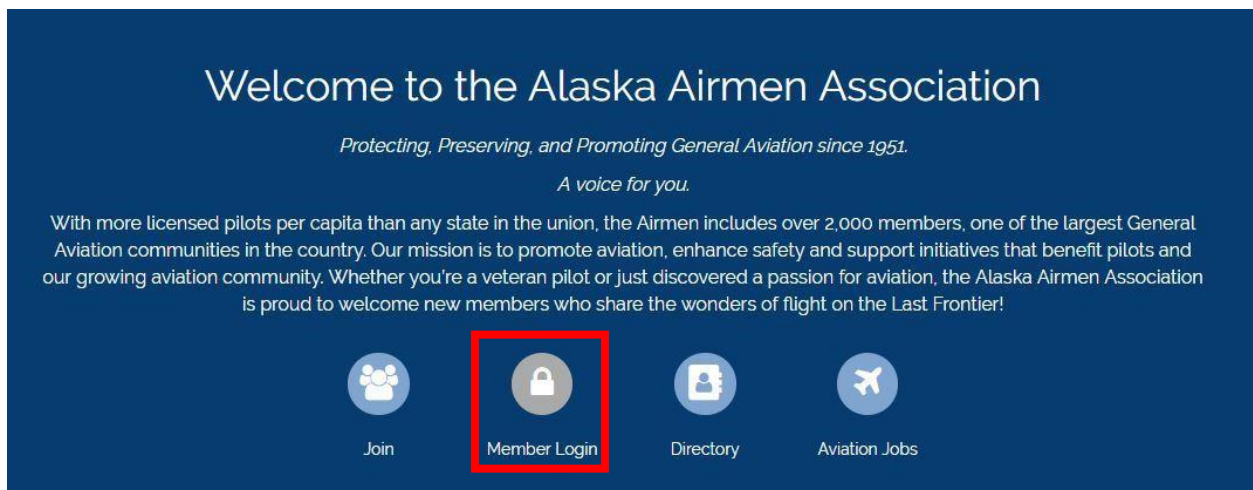 Welcome to the Alaska Airmen Association
Protecting, Preserving, and Promoting General Aviation since 1951.
A voice for you.
With more licensed pilots per capita than any state in the union, the Airmen includes over 2,000 members, one of the largest General
Aviation communities in the country. Our mission is to promote aviation, enhance safety and support initiatives that benefit pilots and
our growing aviation community. Whether you're a veteran pilot or just discovered a passion for aviation, the Alaska Airmen Association
is proud to welcome new members who share the wonders of flight on the Last Frontier!
Join
Member Login
Directory
Aviation Jobs